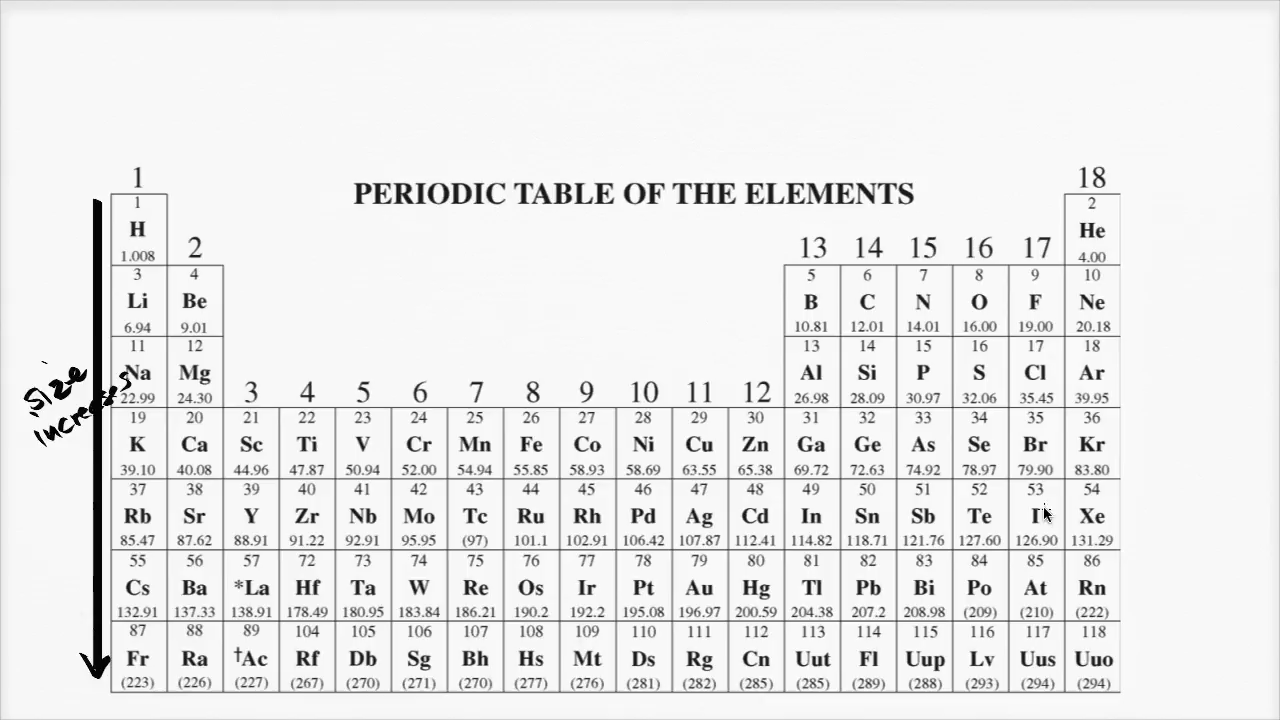 1 18
PERIODIC TABLE OF THE ELEMENTS
1 2
H He
1.008 4.00
2 13 14 15 16 17
3 4 5 6 7 8 9 10
Li Be B C N O F Ne
6.94 9.01 10.81 12.01 14.01 16.00 19.00 20.18
11 12 13 14 15 16 17 18
Na Mg Al Si P S Cl Ar
22.99 24.30 26.98 28.09 30.97 32.06 35.45 39.95
3 4 5 6 7 8 9 10 11 12
size
increases
19 20 21 22 23 24 25 26 27 28 29 30 31 32 33 34 35 36
K Ca Sc Ti V Cr Mn Fe Co Ni Cu Zn Ga Ge As Se Br Kr
39.10 40.08 44.96 47.87 50.94 52.00 54.94 55.85 58.93 58.69 63.55 65.38 69.72 72.63 74.92 78.97 79.90 83.80
37 38 39 40 41 42 43 44 45 46 47 48 49 50 51 52 53 54
Rb Sr Y Zr Nb Mo Tc Ru Rh Pd Ag Cd In Sn Sb Te I Xe
85.47 87.62 88.91 91.22 92.91 95.95 (97) 101.1 102.91 106.42 107.87 112.41 114.82 118.71 121.76 127.60 126.90 131.29
55 56 57 72 73 74 75 76 77 78 79 80 81 82 83 84 85 86
Cs Ba *La Hf Ta W Re Os Ir Pt Au Hg Tl Pb Bi Po At Rn
132.91 137.33 138.91 178.49 180.95 183.84 186.21 190.2 192.2 195.08 196.97 200.59 204.38 207.2 208.98 (209) (210) (222)
87 88 89 104 105 106 107 108 109 110 111 112 113 114 115 116 117 118
Fr Ra †Ac Rf Db Sg Bh Hs Mt Ds Rg Cn Uut Fl Uup Lv Uus Uuo
(223) (226) (227) (267) (270) (271) (270) (277) (276) (281) (282) (285) (285) (289) (288) (293) (294) (294)